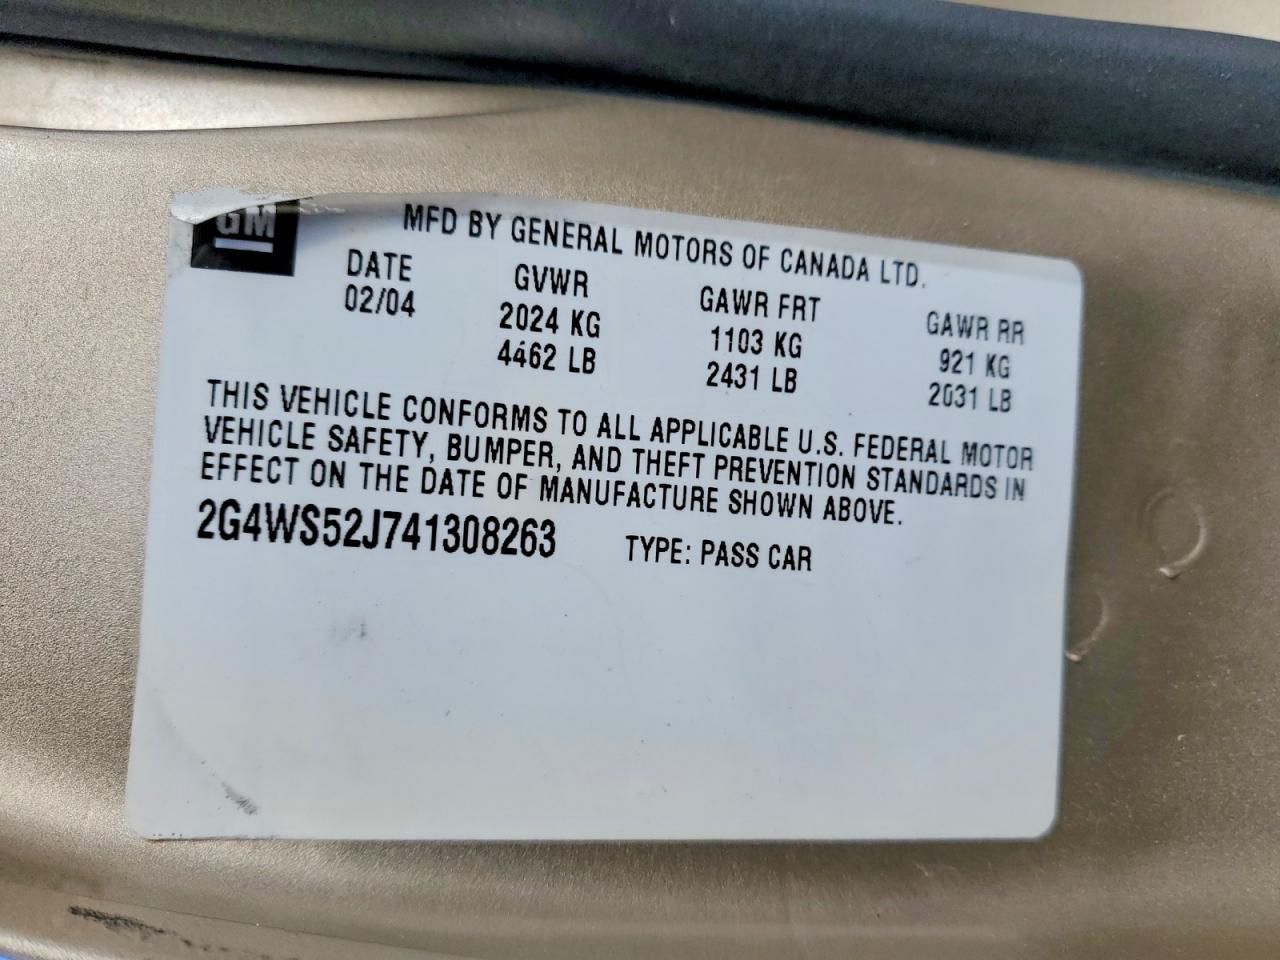 GM
MFD BY GENERAL MOTORS OF CANADA LTD.
DATE GVWR GAWR FRT GAWR RR
02/04 2024 KG 1103 KG 921 KG
4462 LB 2431 LB 2031 LB
THIS VEHICLE CONFORMS TO ALL APPLICABLE U.S. FEDERAL MOTOR
VEHICLE SAFETY, BUMPER, AND THEFT PREVENTION STANDARDS IN
EFFECT ON THE DATE OF MANUFACTURE SHOWN ABOVE.
2G4WS52J741308263 TYPE: PASS CAR